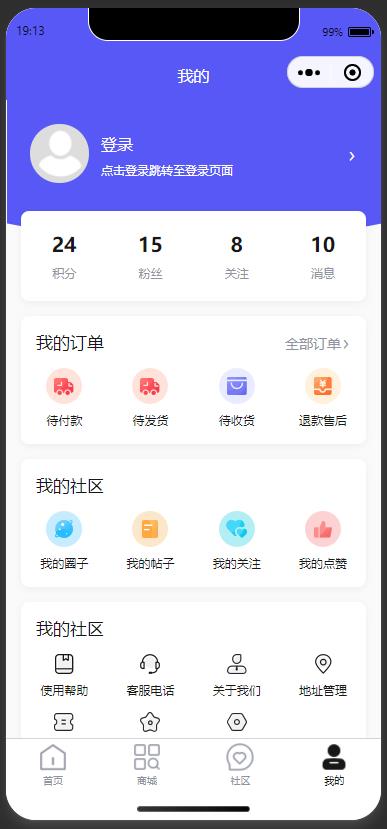 19:13
99%
我的
登录
点击登录跳转至登录页面
24 15 8 10
积分 粉丝 关注 消息
我的订单 全部订单
待付款 待发货 待收货 退款售后
我的社区
我的圈子 我的帖子 我的关注 我的点赞
我的社区
使用帮助 客服电话 关于我们 地址管理
首页 商城 社区 我的